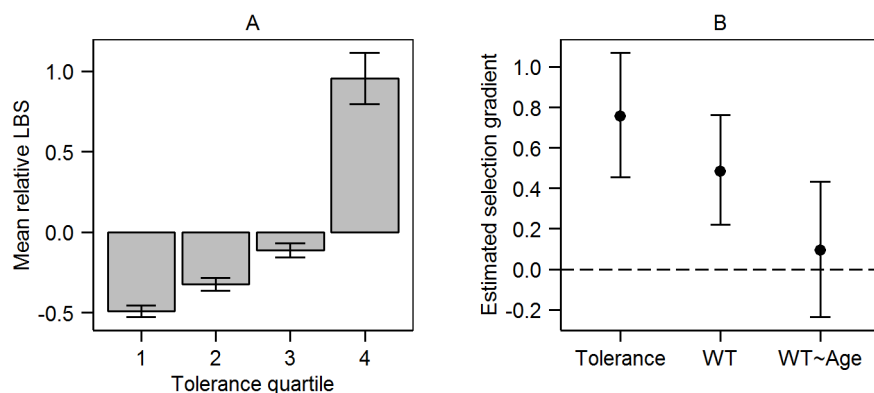 A
Mean relative LBS
1.0
0.5
0.0
-0.5
1 2 3 4
Tolerance quartile
B
Estimated selection gradient
1.0
0.8
0.6
0.4
0.2
0.0
-0.2
Tolerance WT WT~Age